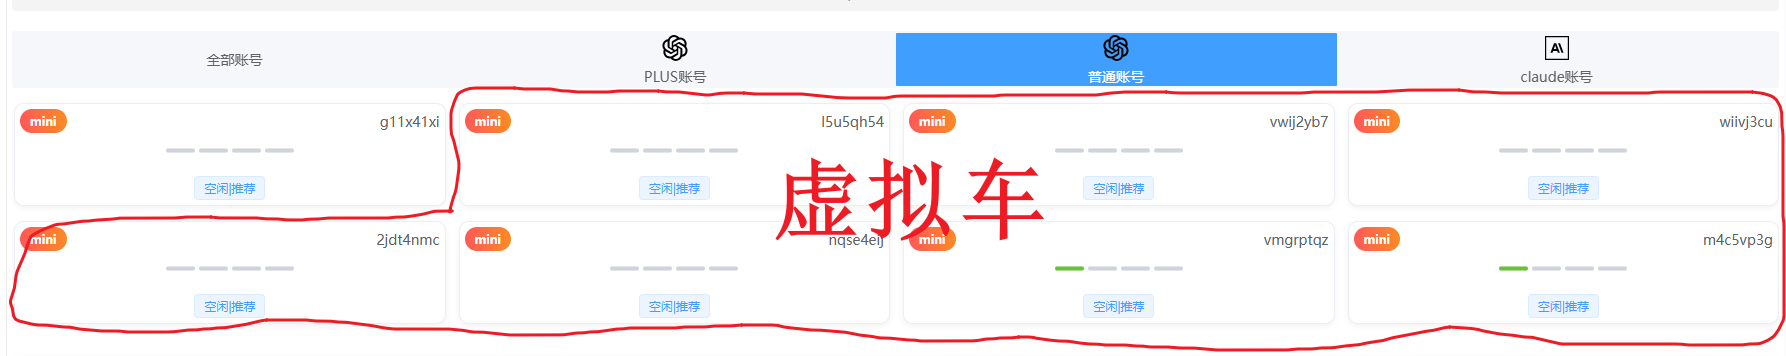 全部账号
PLUS账号
普通账号
AI
claude账号
mini
g11x41xi
空闲|推荐
mini
l5u5qh54
空闲|推荐
mini
vwij2yb7
空闲|推荐
mini
wiivj3cu
空闲|推荐
虚拟车
mini
2jdt4nmc
空闲|推荐
mini
nqse4eij
空闲|推荐
mini
vmgrptqz
空闲|推荐
mini
m4c5vp3g
空闲|推荐